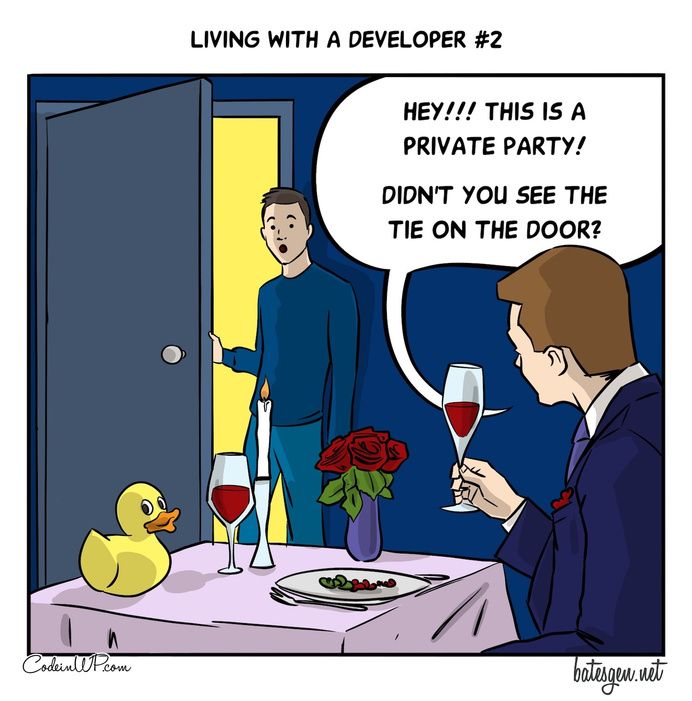 LIVING WITH A DEVELOPER #2
HEY!!! THIS IS A
PRIVATE PARTY!
DIDN'T YOU SEE THE
TIE ON THE DOOR?
CodeinWP.com
batesgen.net